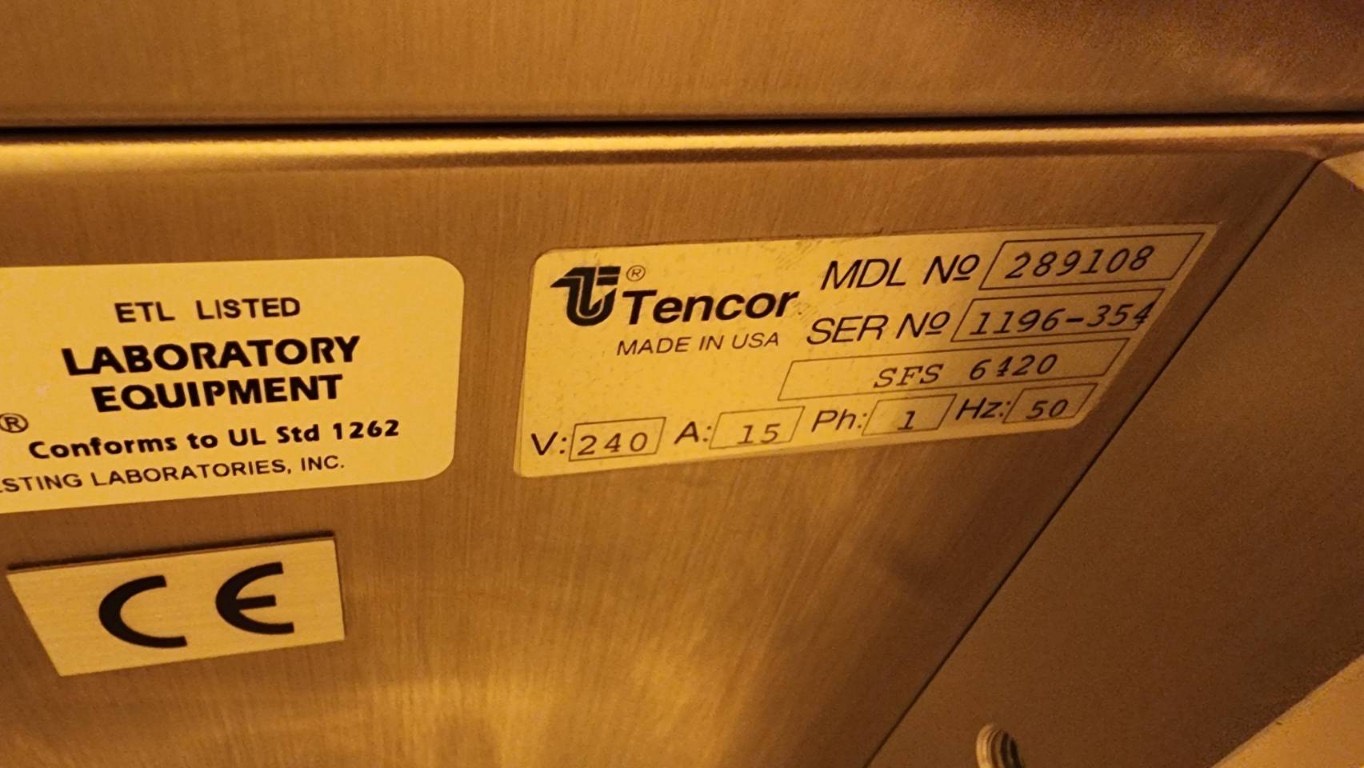 ETL LISTED
LABORATORY
EQUIPMENT
®
Conforms to UL Std 1262
STING LABORATORIES, INC.
CE
® Tencor
MADE IN USA
MDL Nº 289108
SER Nº 1196-354
SFS 6420
V: 240 A: 15 Ph: 1 Hz: 50